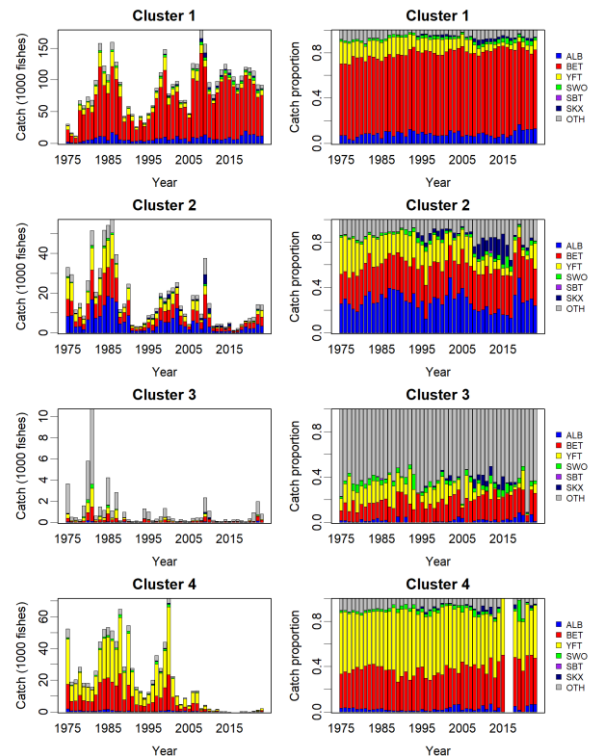 Cluster 1
Catch (1000 fishes)
150
100
50
0
1975 1985 1995 2005 2015
Year
Cluster 1
Catch proportion
0.8
0.4
0.0
1975 1985 1995 2005 2015
Year
ALB
BET
YFT
SWO
SBT
SKX
OTH
Cluster 2
Catch (1000 fishes)
40
20
0
1975 1985 1995 2005 2015
Year
Cluster 2
Catch proportion
0.8
0.4
0.0
1975 1985 1995 2005 2015
Year
ALB
BET
YFT
SWO
SBT
SKX
OTH
Cluster 3
Catch (1000 fishes)
10
8
6
4
2
0
1975 1985 1995 2005 2015
Year
Cluster 3
Catch proportion
0.8
0.4
0.0
1975 1985 1995 2005 2015
Year
ALB
BET
YFT
SWO
SBT
SKX
OTH
Cluster 4
Catch (1000 fishes)
60
40
20
0
1975 1985 1995 2005 2015
Year
Cluster 4
Catch proportion
0.8
0.4
0.0
1975 1985 1995 2005 2015
Year
ALB
BET
YFT
SWO
SBT
SKX
OTH